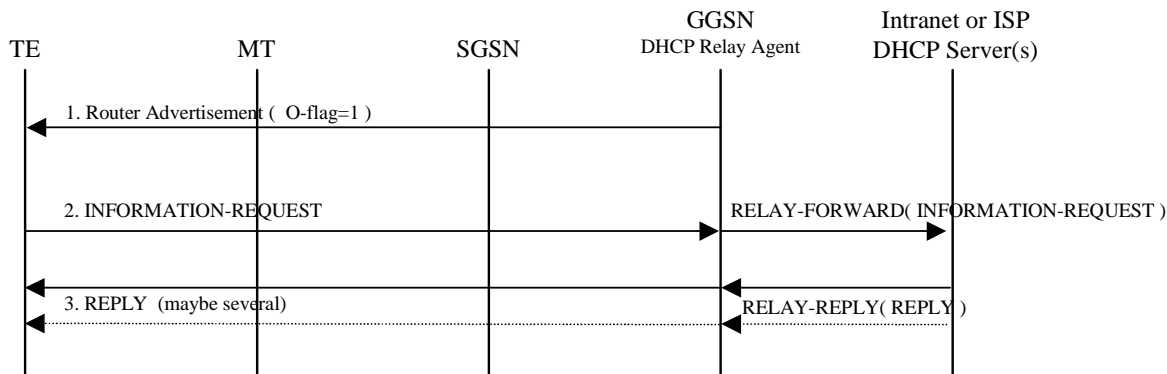 GGSN
Intranet or ISP
TE
MT
SGSN
DHCP Relay Agent
DHCP Server(s)
1. Router Advertisement ( O-flag=1 )
2. INFORMATION-REQUEST
RELAY-FORWARD( INFORMATION-REQUEST )
3. REPLY (maybe several)
RELAY-REPLY( REPLY )